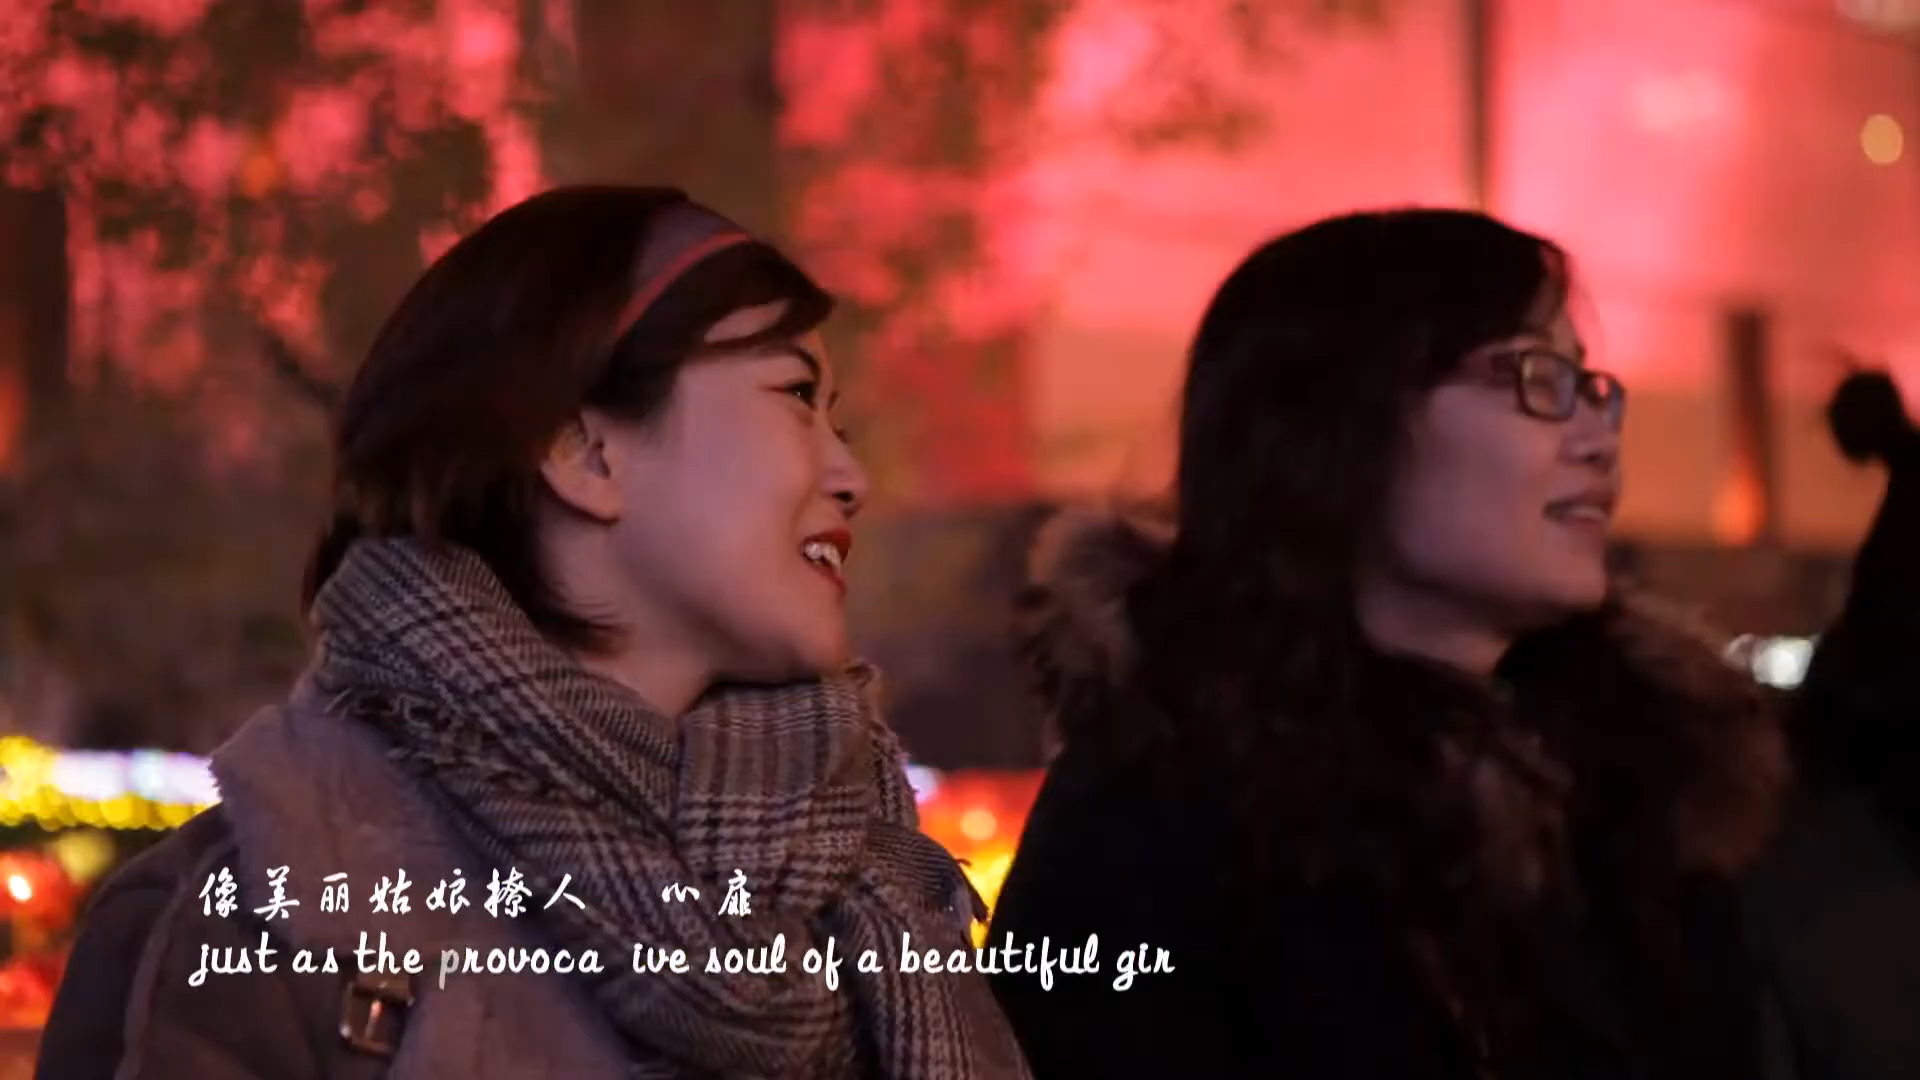 像美丽姑娘撩人 心扉
just as the provoca ive soul of a beautiful gir